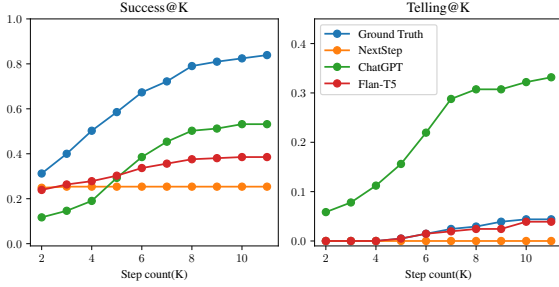 Success@K
1.0
0.8
0.6
0.4
0.2
0.0
2 4 6 8 10
Step count(K)
Telling@K
0.4
0.3
0.2
0.1
0.0
2 4 6 8 10
Step count(K)
Ground Truth
NextStep
ChatGPT
Flan-T5